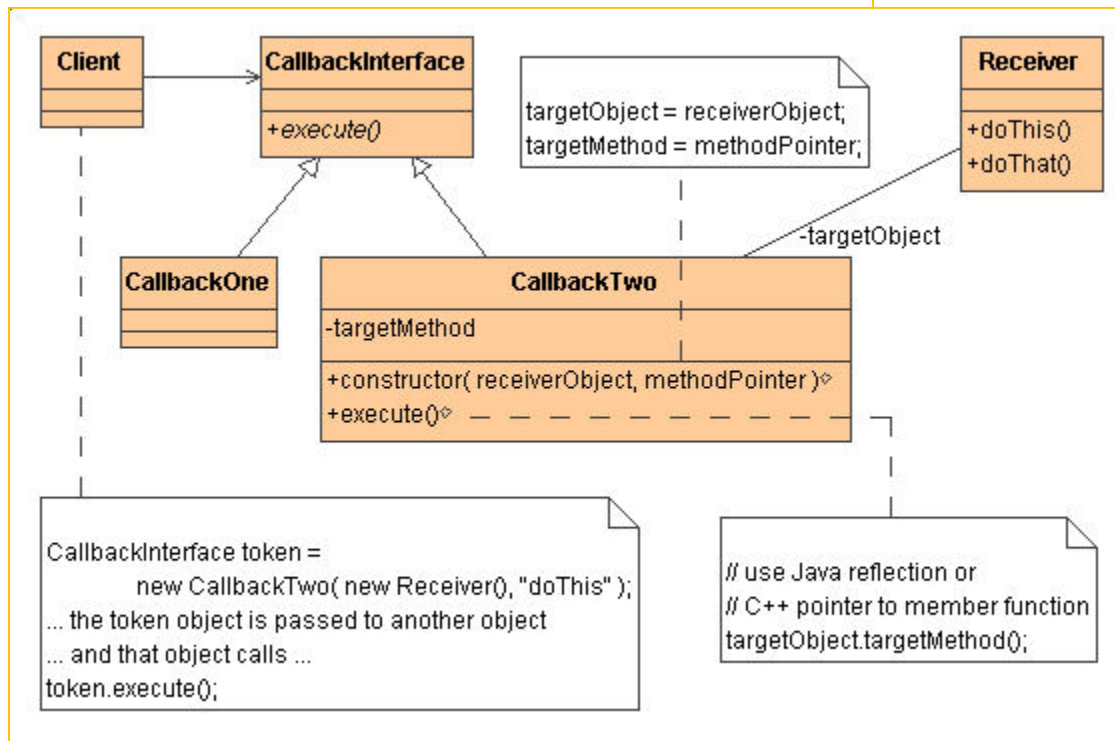 Client
CallbackInterface
+execute()
targetObject = receiverObject;
targetMethod = methodPointer;
Receiver
+doThis()
+doThat()
-targetObject
CallbackOne
CallbackTwo
-targetMethod
+constructor( receiverObject, methodPointer )
+execute()
CallbackInterface token =
new CallbackTwo( new Receiver(), "doThis" );
... the token object is passed to another object
... and that object calls ...
token.execute();
// use Java reflection or
// C++ pointer to member function
targetObject.targetMethod();